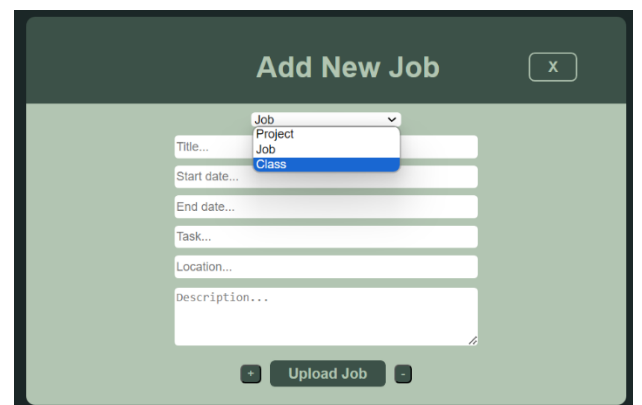 Add New Job
X
Job
Project
Job
Class
Title...
Start date...
End date...
Task...
Location...
Description...
+
Upload Job
-